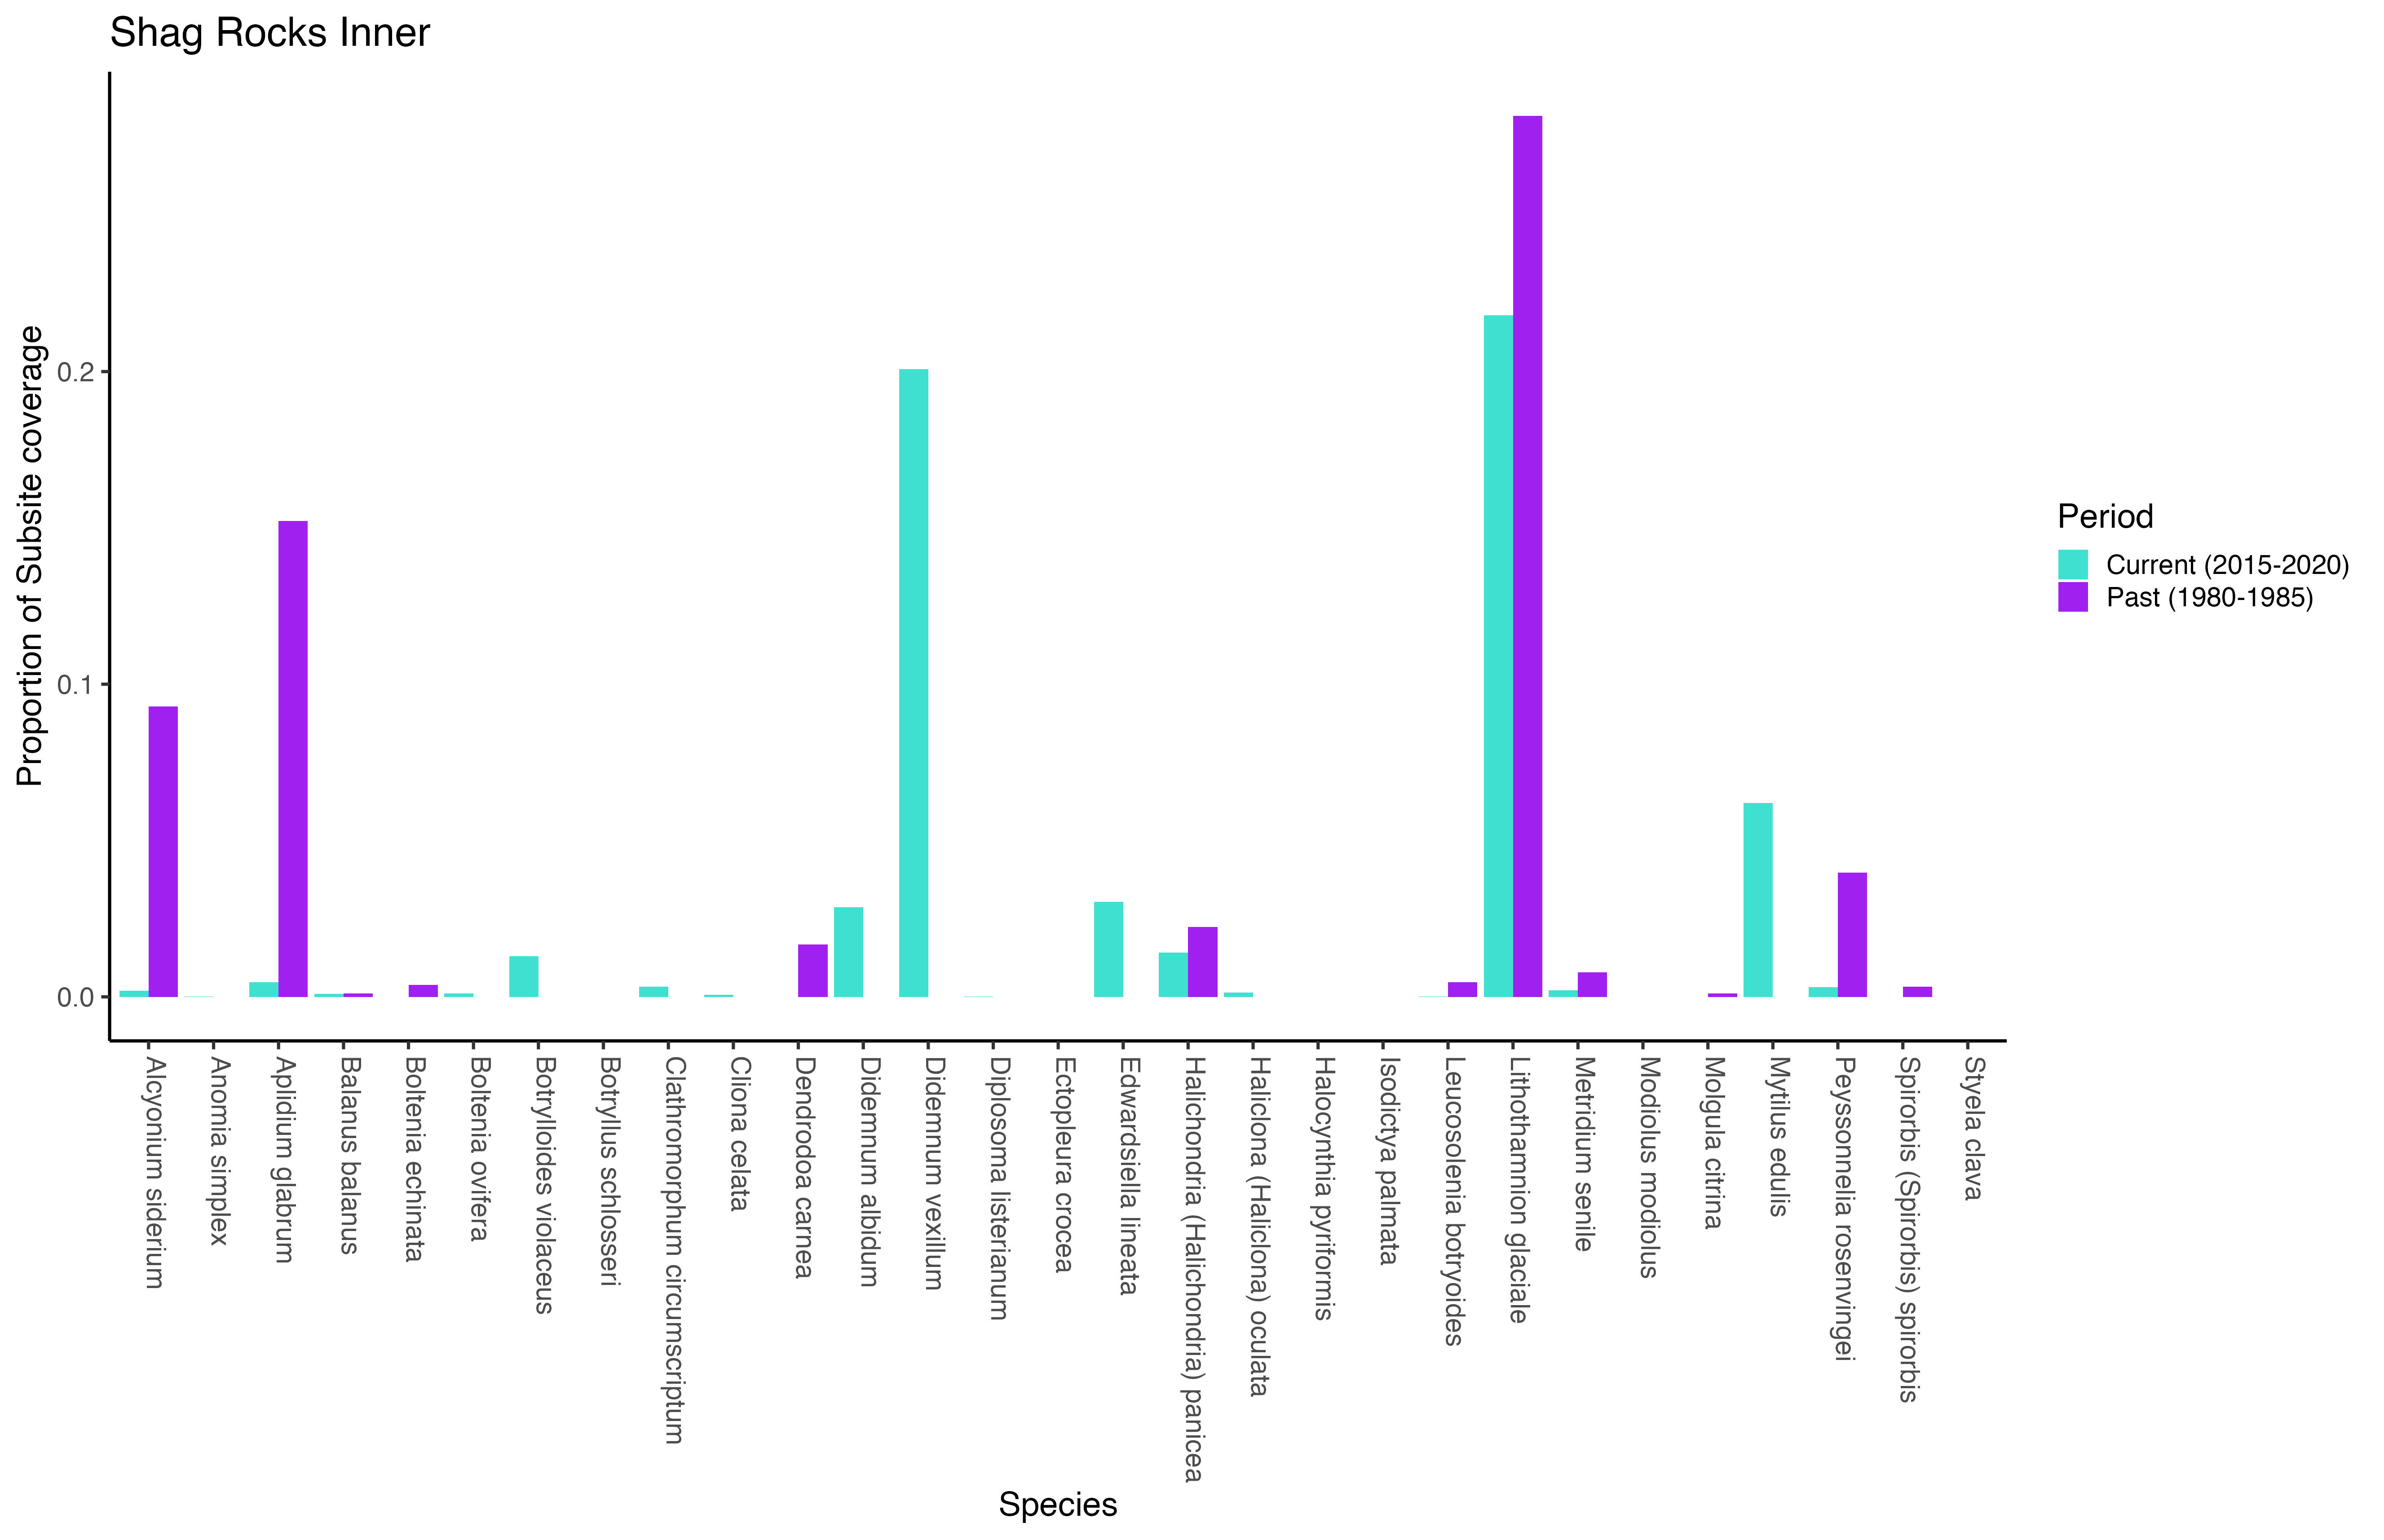 Shag Rocks Inner
Proportion of Subsite coverage
0.2
0.1
0.0
Alcyonium siderium
Anomia simplex
Aplidium glabrum
Balanus balanus
Boltenia echinata
Boltenia ovifera
Botrylloides violaceus
Botryllus schlosseri
Clathromorphum circumscriptum
Cliona celata
Dendrodoa carnea
Didemnum albidum
Didemnum vexillum
Diplosoma listerianum
Ectopleura crocea
Edwardsiella lineata
Halichondria (Halichondria) panicea
Haliclona (Haliclona) oculata
Halocynthia pyriformis
Isodictya palmata
Leucosolenia botryoides
Lithothamnion glaciale
Metridium senile
Modiolus modiolus
Molgula citrina
Mytilus edulis
Peyssonnelia rosenvingei
Spirorbis (Spirorbis) spirorbis
Styela clava
Species
Period
Current (2015-2020)
Past (1980-1985)